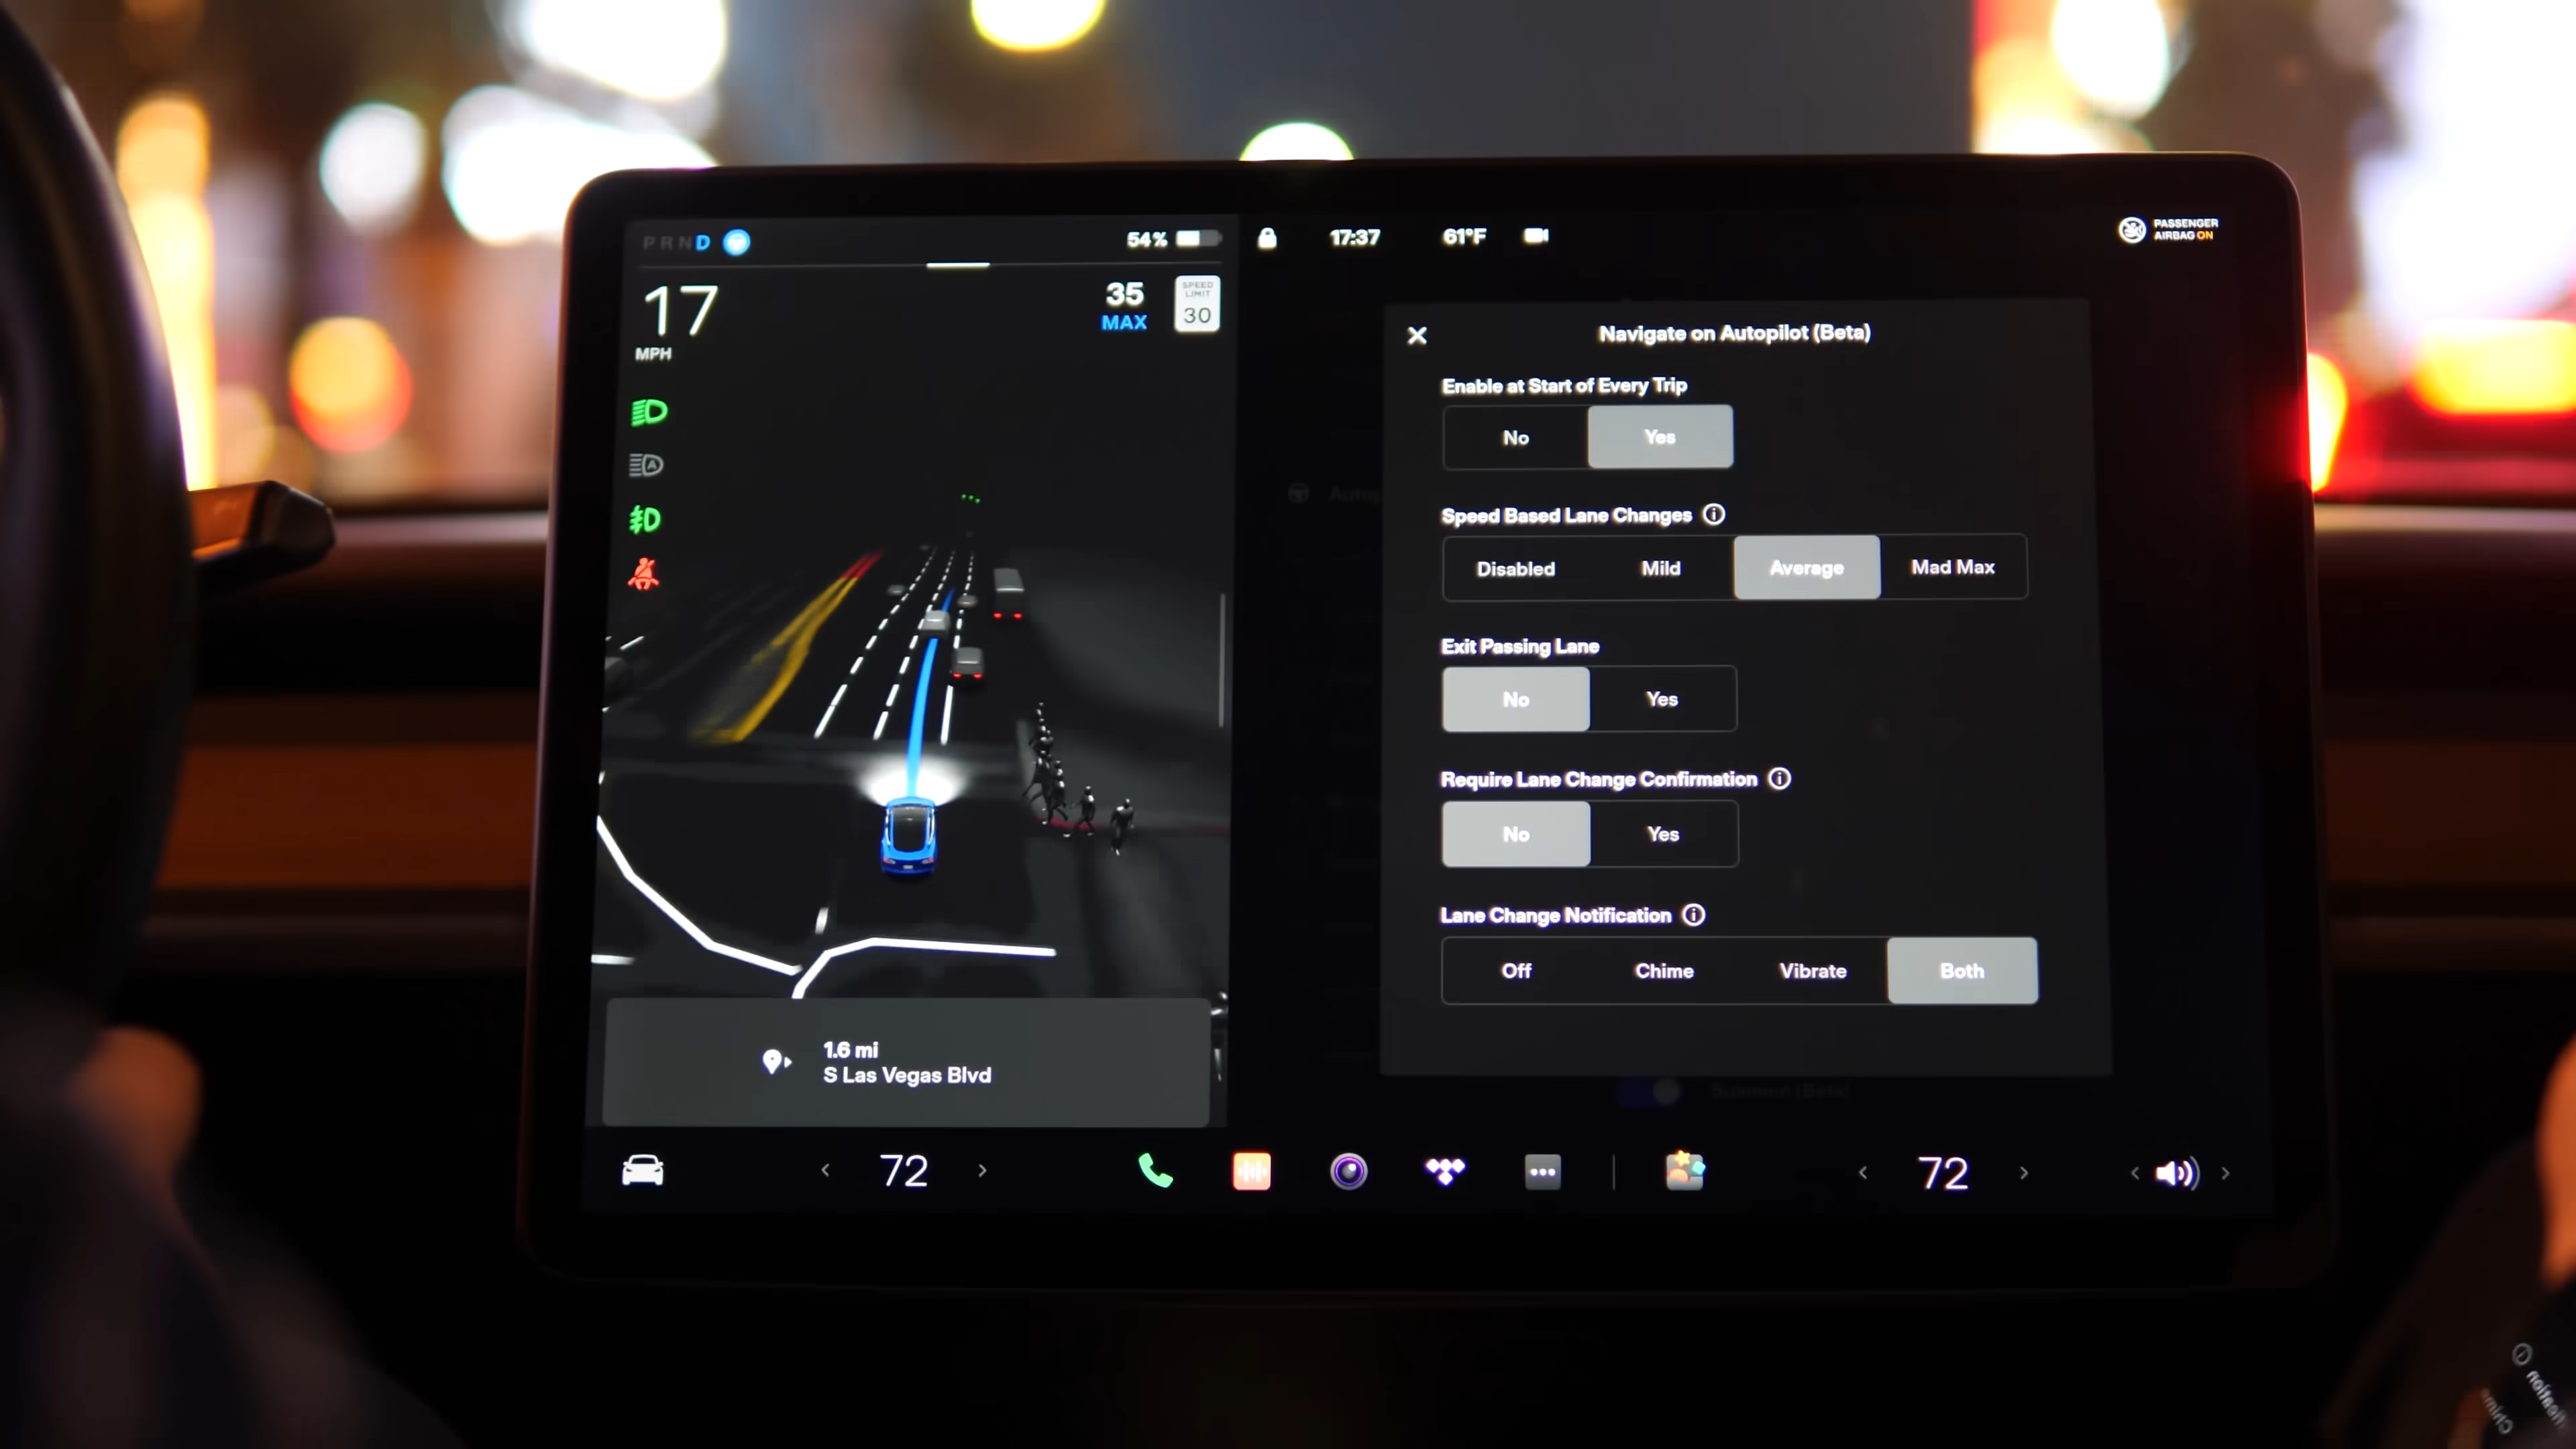 PRND
54%
17:37
61°F
PASSENGER
AIRBAG ON
17
MPH
35
MAX
SPEED
LIMIT
30
1.6 mi
S Las Vegas Blvd
Navigate on Autopilot (Beta)
Enable at Start of Every Trip
No Yes
Speed Based Lane Changes
Disabled Mild Average Mad Max
Exit Passing Lane
No Yes
Require Lane Change Confirmation
No Yes
Lane Change Notification
Off Chime Vibrate Both
Summon (Beta)
72
72